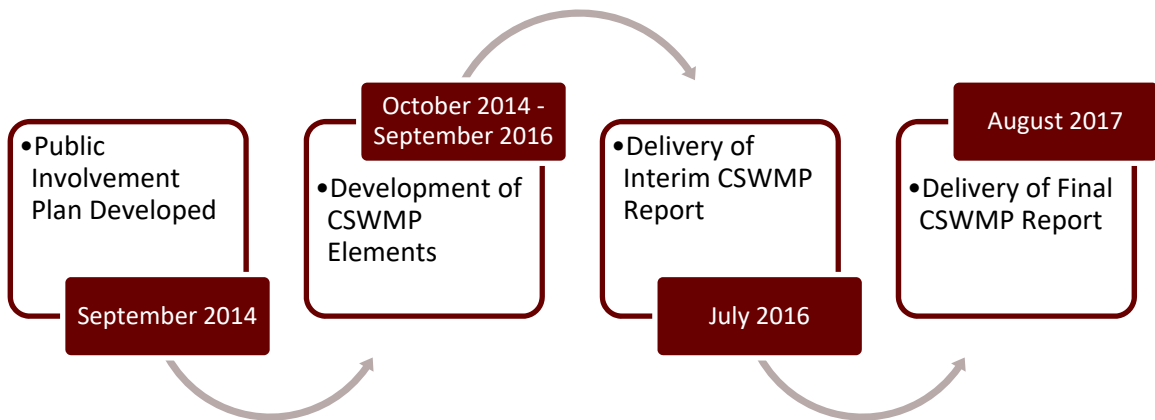 •Public
Involvement
Plan Developed
September 2014
October 2014 -
September 2016
•Development of
CSWMP
Elements
•Delivery of
Interim CSWMP
Report
July 2016
August 2017
•Delivery of Final
CSWMP Report